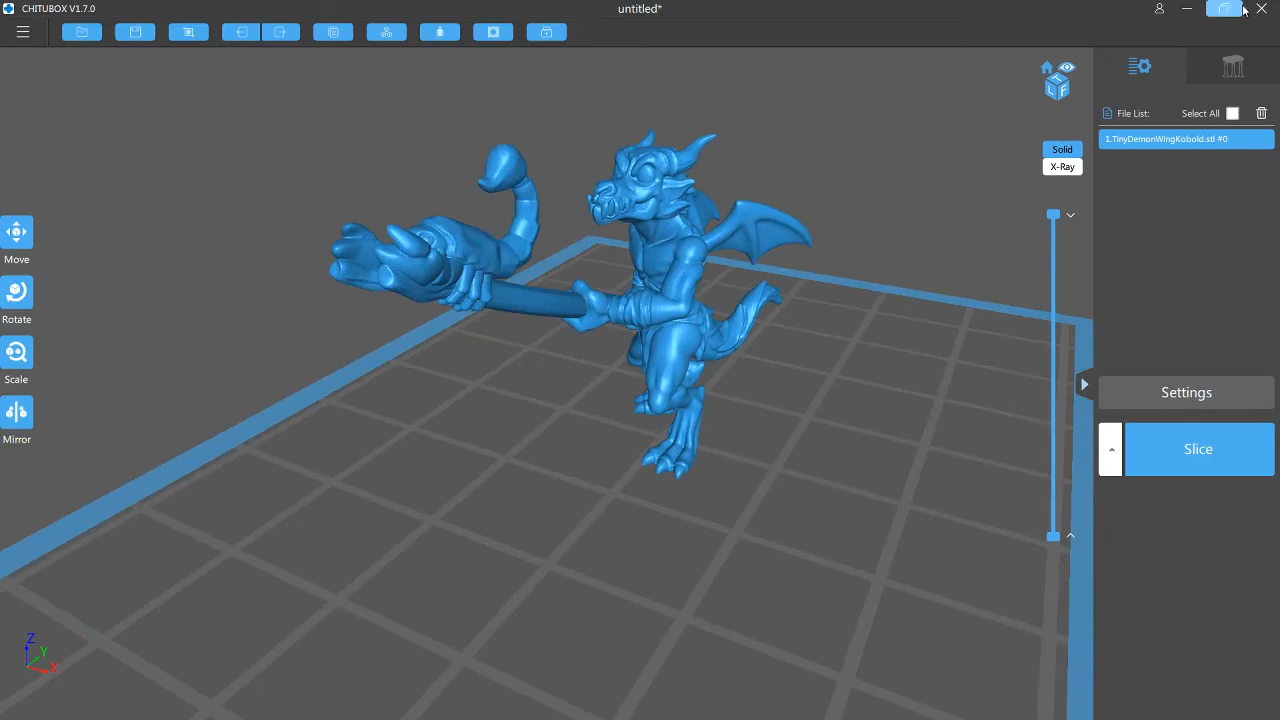 CHITUBOX V1.7.0
untitled*
File List:
Select All
1.TinyDemonWingKobold.stl #0
Solid
X-Ray
Move
Rotate
Scale
Mirror
Settings
Slice
T
L F
Z
Y
X